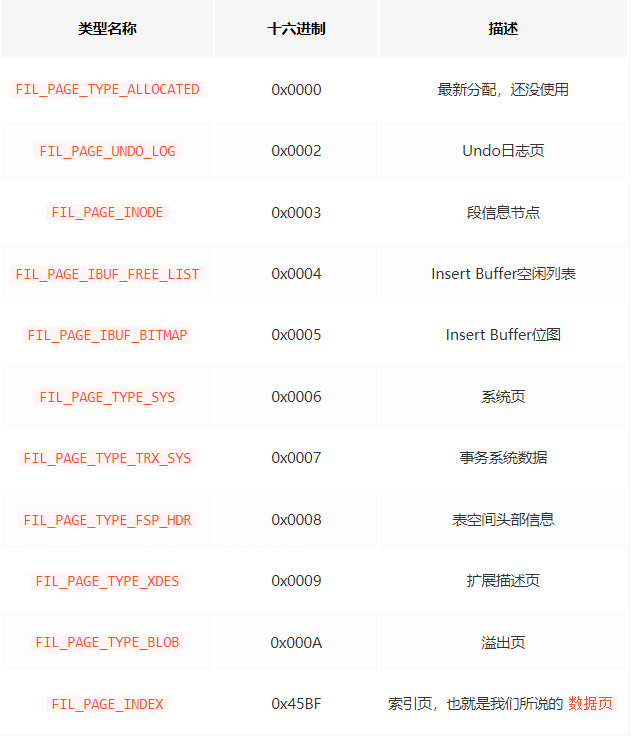 类型名称 十六进制 描述
FIL_PAGE_TYPE_ALLOCATED 0x0000 最新分配，还没使用
FIL_PAGE_UNDO_LOG 0x0002 Undo日志页
FIL_PAGE_INODE 0x0003 段信息节点
FIL_PAGE_IBUF_FREE_LIST 0x0004 Insert Buffer空闲列表
FIL_PAGE_IBUF_BITMAP 0x0005 Insert Buffer位图
FIL_PAGE_TYPE_SYS 0x0006 系统页
FIL_PAGE_TYPE_TRX_SYS 0x0007 事务系统数据
FIL_PAGE_TYPE_FSP_HDR 0x0008 表空间头部信息
FIL_PAGE_TYPE_XDES 0x0009 扩展描述页
FIL_PAGE_TYPE_BLOB 0x000A 溢出页
FIL_PAGE_INDEX 0x45BF 索引页，也就是我们所说的 数据页